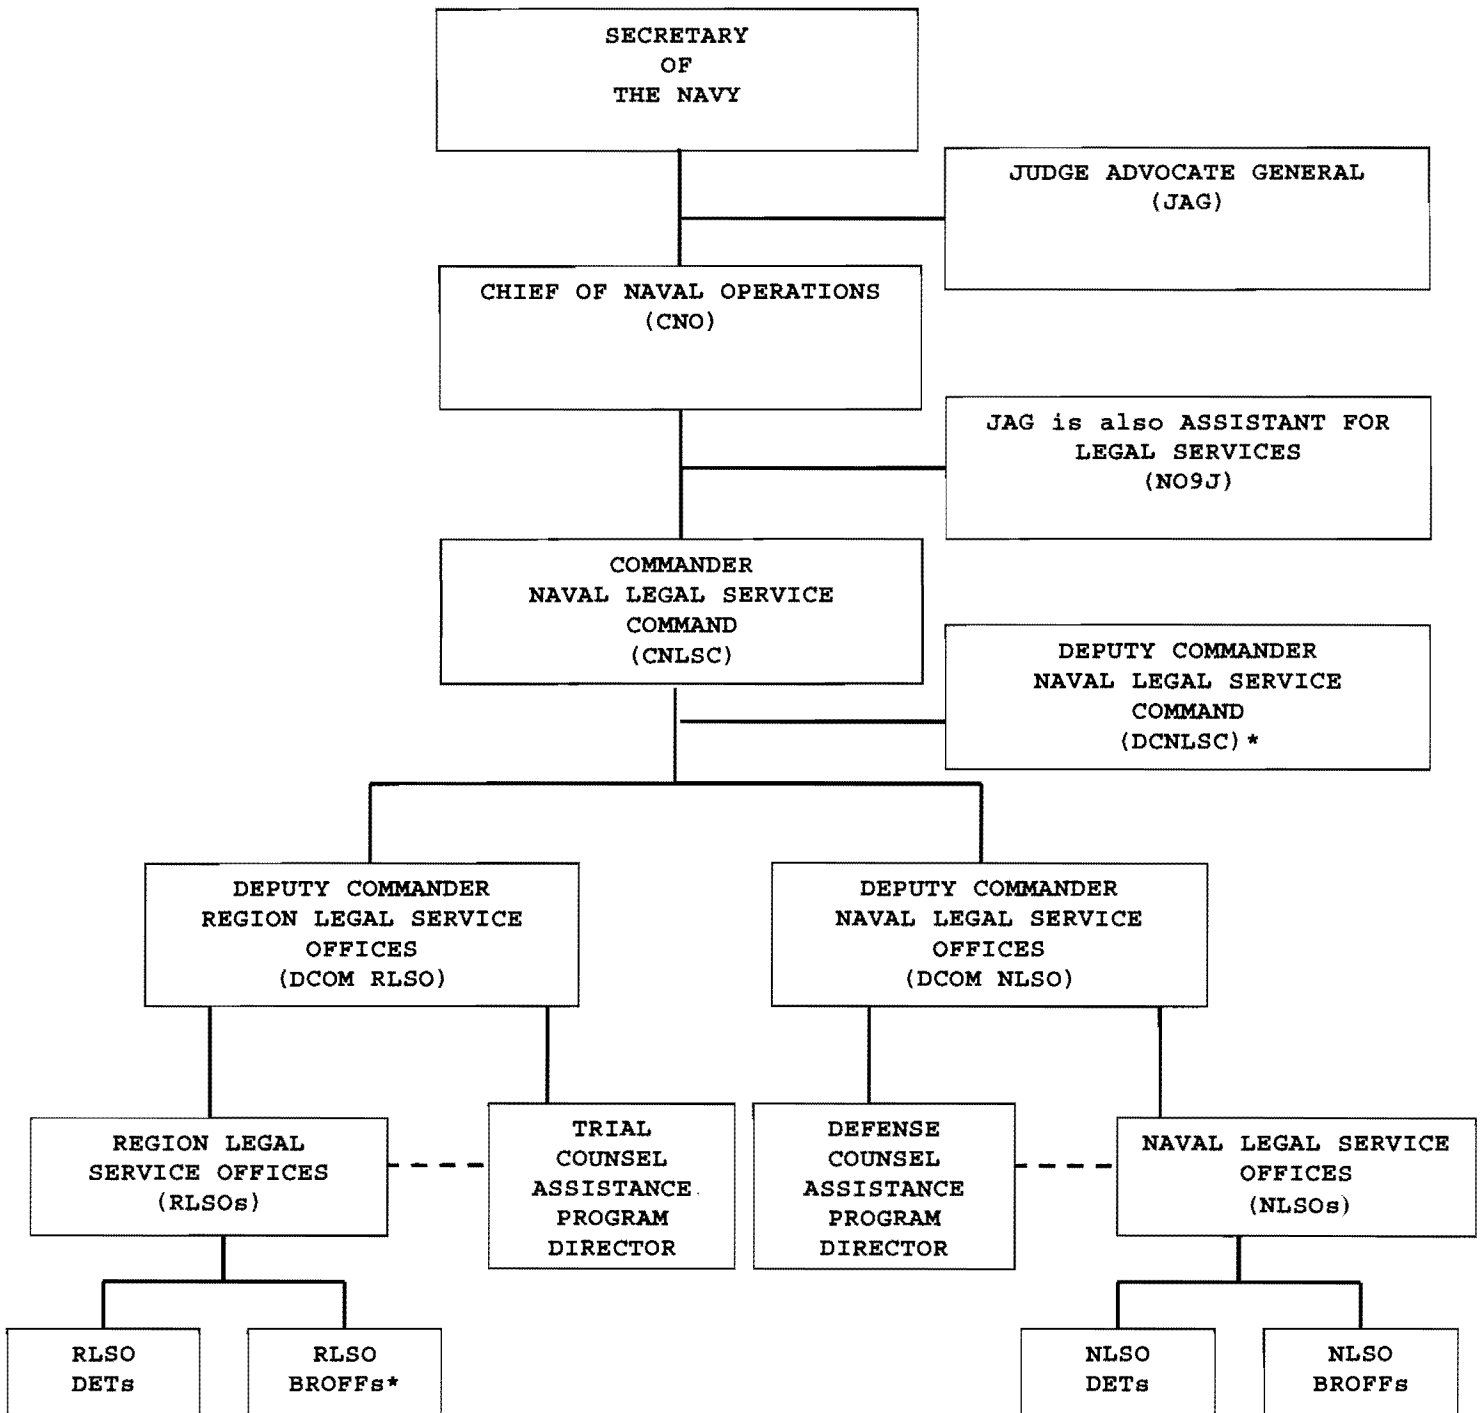 SECRETARY
OF
THE NAVY
JUDGE ADVOCATE GENERAL
(JAG)
CHIEF OF NAVAL OPERATIONS
(CNO)
JAG is also ASSISTANT FOR
LEGAL SERVICES
(NO9J)
COMMANDER
NAVAL LEGAL SERVICE
COMMAND
(CNLSC)
DEPUTY COMMANDER
NAVAL LEGAL SERVICE
COMMAND
(DCNLSC)*
DEPUTY COMMANDER
REGION LEGAL SERVICE
OFFICES
(DCOM RLSO)
DEPUTY COMMANDER
NAVAL LEGAL SERVICE
OFFICES
(DCOM NLSO)
REGION LEGAL
SERVICE OFFICES
(RLSOs)
TRIAL
COUNSEL
ASSISTANCE
PROGRAM
DIRECTOR
DEFENSE
COUNSEL
ASSISTANCE
PROGRAM
DIRECTOR
NAVAL LEGAL SERVICE
OFFICES
(NLSOs)
RLSO
DETs
RLSO
BROFFs*
NLSO
DETs
NLSO
BROFFs